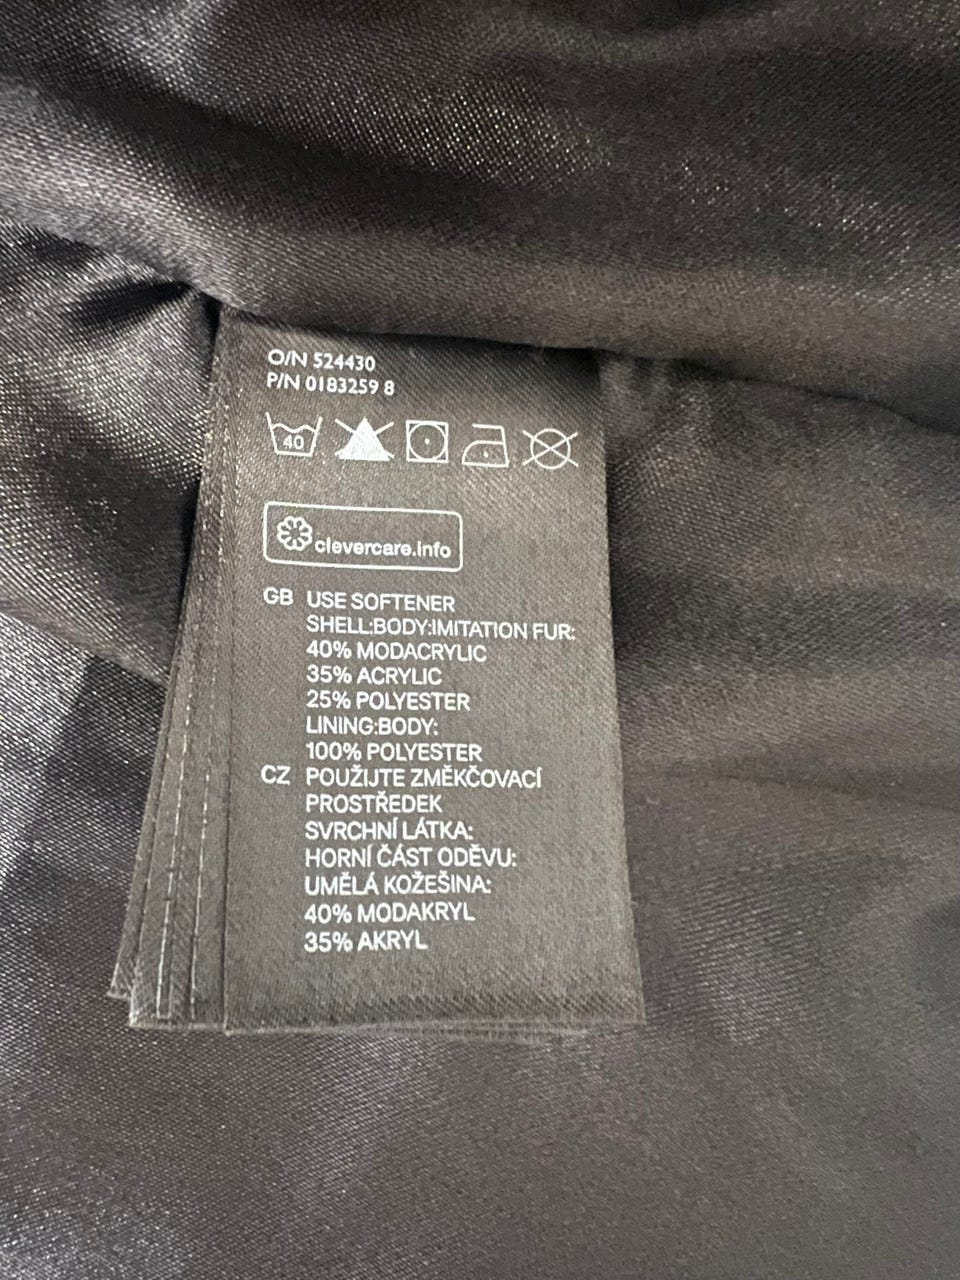 O/N 524430
P/N 0183259 8
40
clevercare.info
GB USE SOFTENER
SHELL:BODY:IMITATION FUR:
40% MODACRYLIC
35% ACRYLIC
25% POLYESTER
LINING:BODY:
100% POLYESTER
CZ POUŽIJTE ZMĚKČOVACÍ
PROSTŘEDEK
SVRCHNÍ LÁTKA:
HORNÍ ČÁST ODĚVU:
UMĚLÁ KOŽEŠINA:
40% MODAKRYL
35% AKRYL